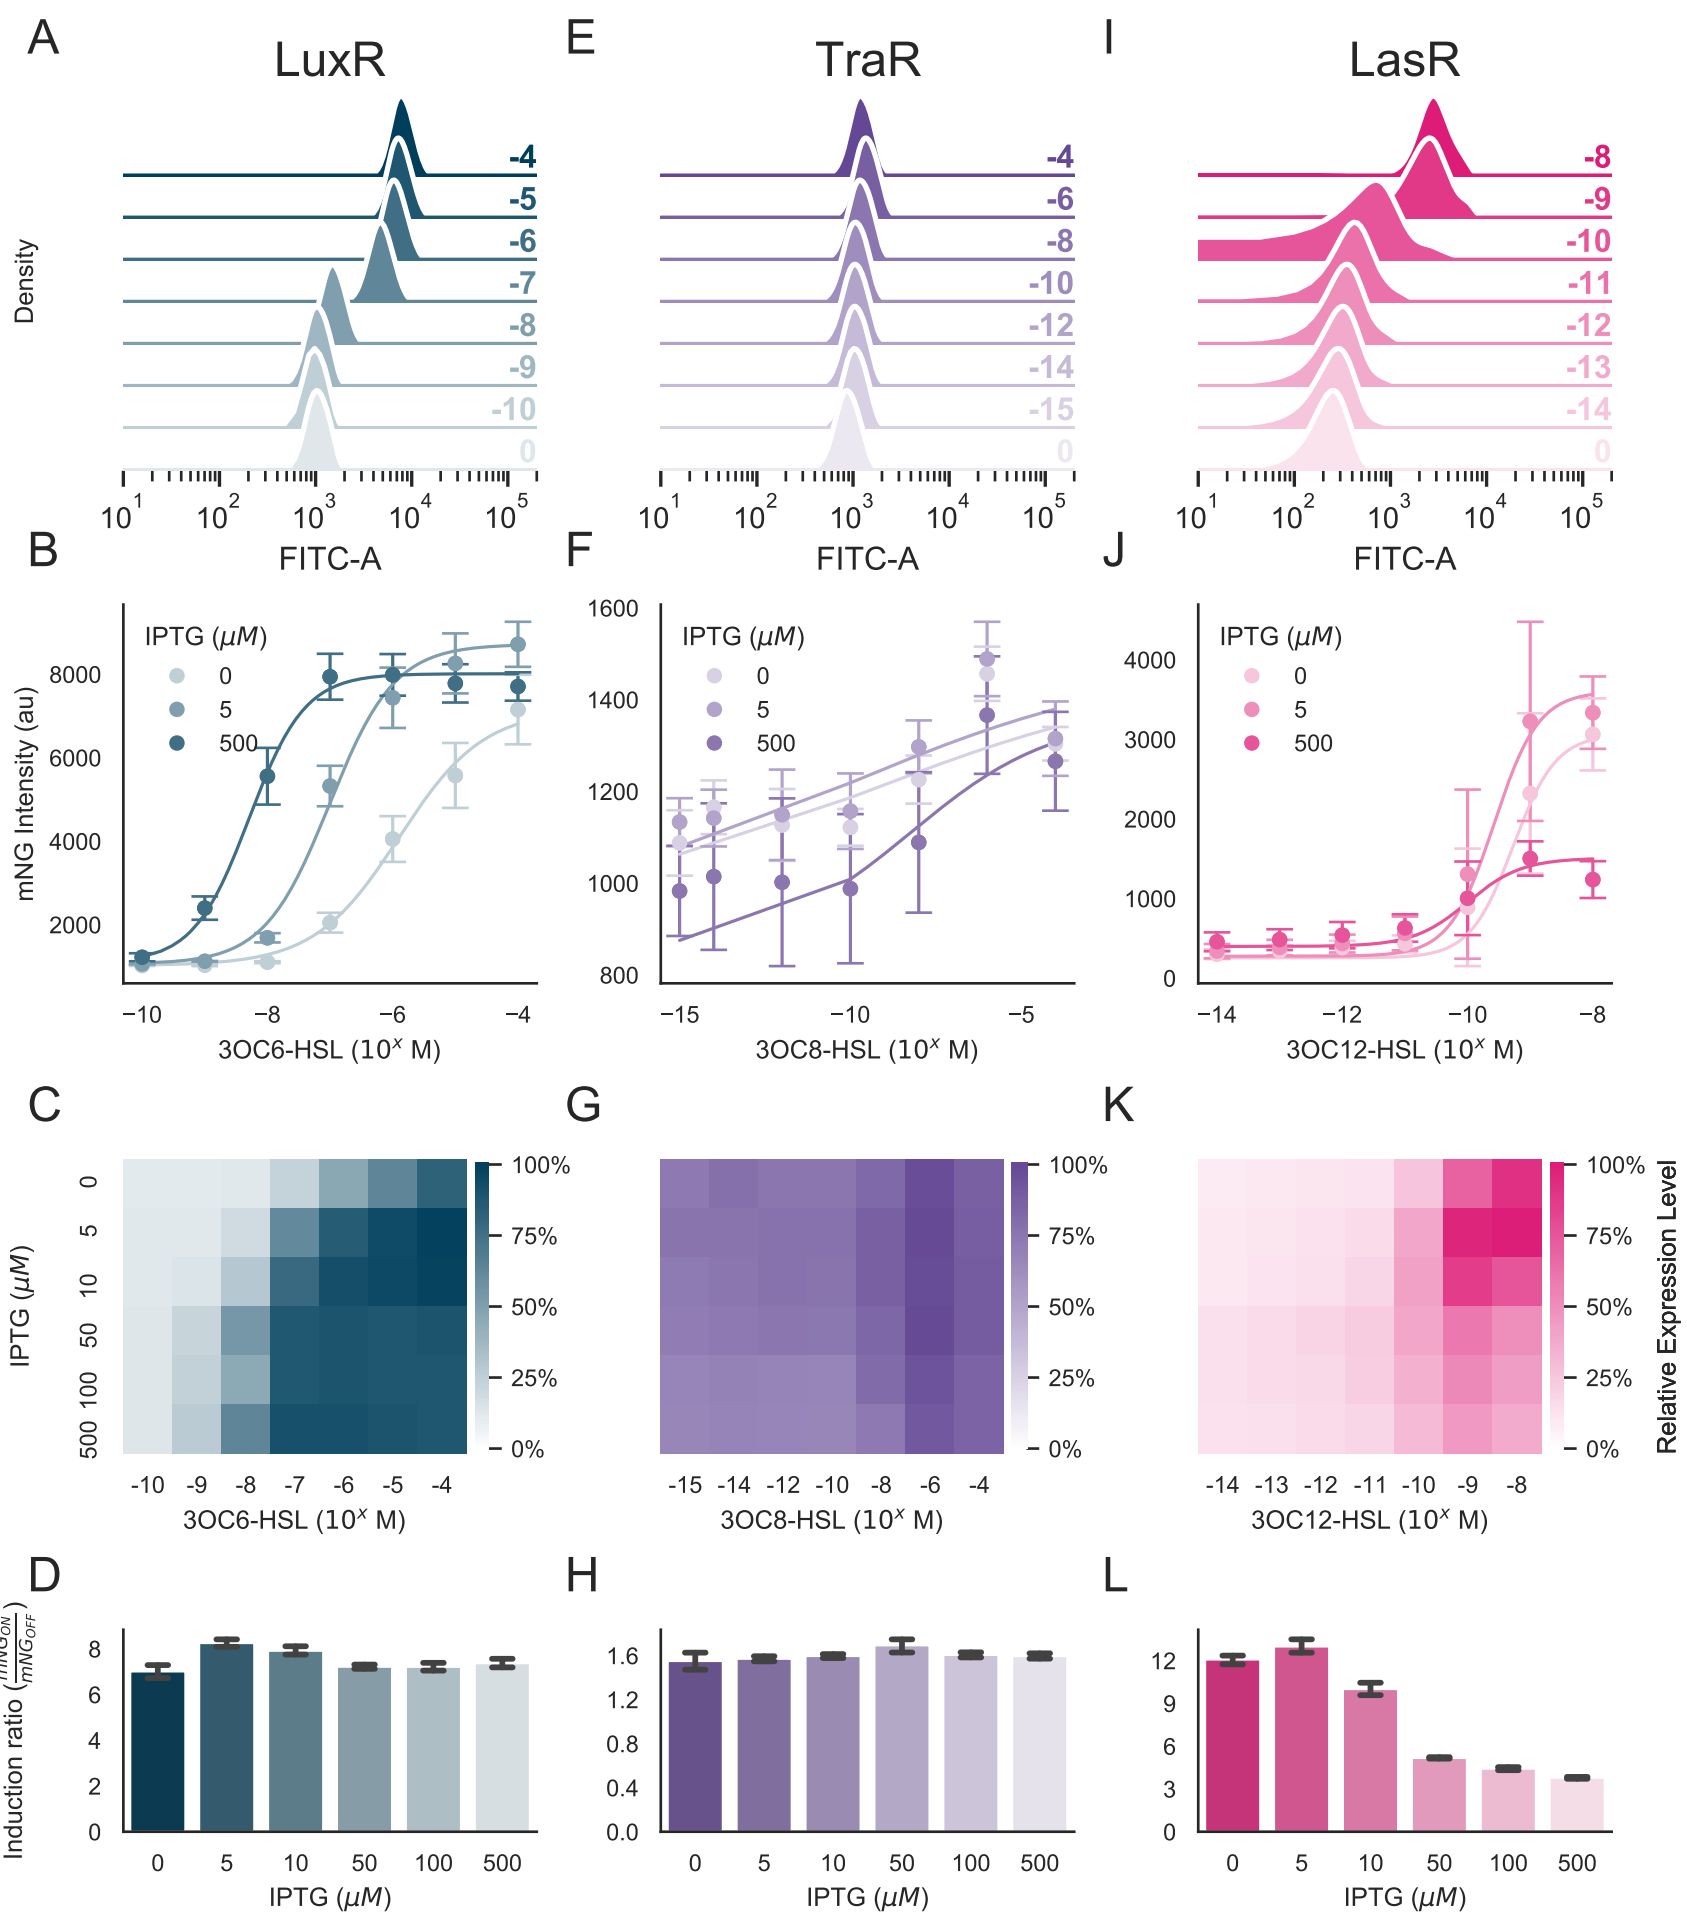 A
LuxR
E
TraR
I
LasR
Density
-4
-5
-6
-7
-8
-9
-10
0
-4
-6
-8
-10
-12
-14
-15
0
-8
-9
-10
-11
-12
-13
-14
0
10^1 10^2 10^3 10^4 10^5
FITC-A
10^1 10^2 10^3 10^4 10^5
FITC-A
10^1 10^2 10^3 10^4 10^5
FITC-A
B
mNG Intensity (au)
8000
6000
4000
2000
IPTG (μM)
0
5
500
−10 −8 −6 −4
3OC6-HSL (10^x M)
F
1600
1400
1200
1000
800
IPTG (μM)
0
5
500
−15 −10 −5
3OC8-HSL (10^x M)
J
4000
3000
2000
1000
0
IPTG (μM)
0
5
500
−14 −12 −10 −8
3OC12-HSL (10^x M)
C
IPTG (μM)
0
5
10
50
100
500
-10 -9 -8 -7 -6 -5 -4
3OC6-HSL (10^x M)
100%
75%
50%
25%
0%
G
-15 -14 -12 -10 -8 -6 -4
3OC8-HSL (10^x M)
100%
75%
50%
25%
0%
K
-14 -13 -12 -11 -10 -9 -8
3OC12-HSL (10^x M)
100%
75%
50%
25%
0%
Relative Expression Level
D
Induction ratio (mNG_ON/mNG_OFF)
8
6
4
2
0
0 5 10 50 100 500
IPTG (μM)
H
1.6
1.2
0.8
0.4
0.0
0 5 10 50 100 500
IPTG (μM)
L
12
9
6
3
0
0 5 10 50 100 500
IPTG (μM)